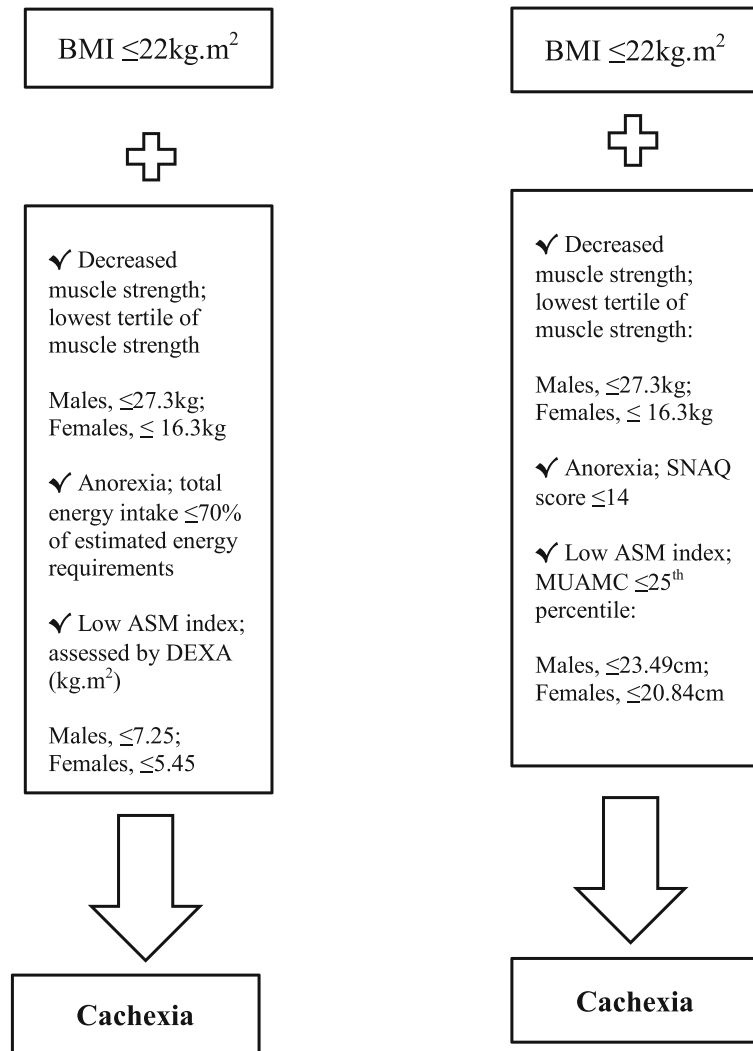 BMI ≤22kg.m²
✓ Decreased
muscle strength;
lowest tertile of
muscle strength
Males, ≤27.3kg;
Females, ≤ 16.3kg
✓ Anorexia; total
energy intake ≤70%
of estimated energy
requirements
✓ Low ASM index;
assessed by DEXA
(kg.m²)
Males, ≤7.25;
Females, ≤5.45
Cachexia
BMI ≤22kg.m²
✓ Decreased
muscle strength;
lowest tertile of
muscle strength:
Males, ≤27.3kg;
Females, ≤ 16.3kg
✓ Anorexia; SNAQ
score ≤14
✓ Low ASM index;
MUAMC ≤25th
percentile:
Males, ≤23.49cm;
Females, ≤20.84cm
Cachexia